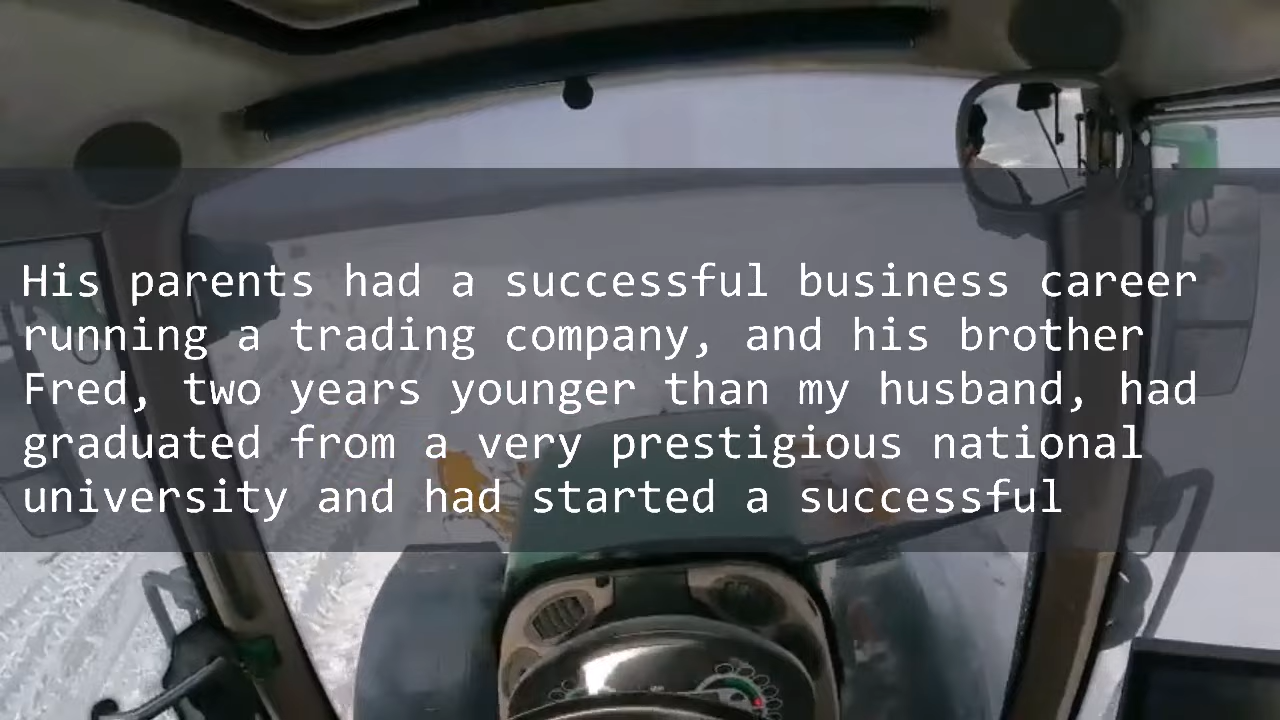 His parents had a successful business career
running a trading company, and his brother
Fred, two years younger than my husband, had
graduated from a very prestigious national
university and had started a successful